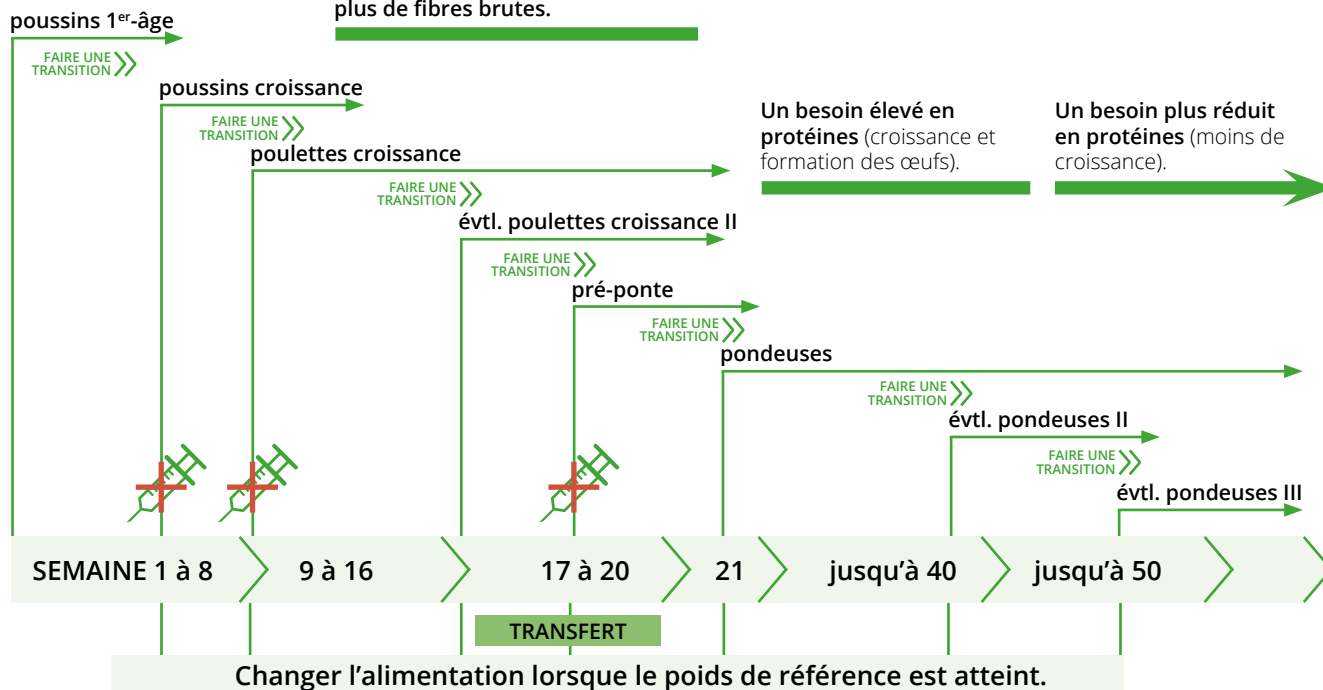 plus de fibres brutes.
poussins 1er-âge
FAIRE UNE
TRANSITION
poussins croissance
FAIRE UNE
TRANSITION
poulettes croissance
Un besoin élevé en
protéines (croissance et
formation des œufs).
Un besoin plus réduit
en protéines (moins de
croissance).
FAIRE UNE
TRANSITION
évtl. poulettes croissance II
FAIRE UNE
TRANSITION
pré-ponte
FAIRE UNE
TRANSITION
pondeuses
FAIRE UNE
TRANSITION
évtl. pondeuses II
FAIRE UNE
TRANSITION
évtl. pondeuses III
SEMAINE 1 à 8
9 à 16
17 à 20
21
jusqu’à 40
jusqu’à 50
TRANSFERT
Changer l’alimentation lorsque le poids de référence est atteint.